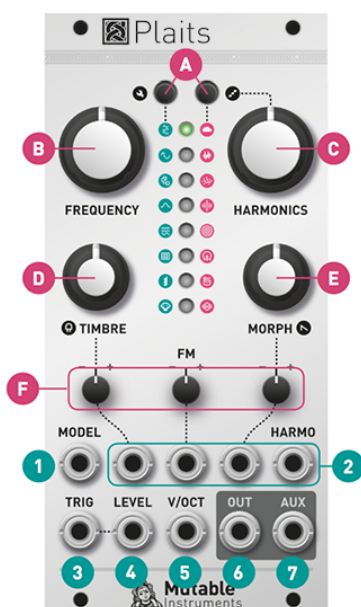 Plaits
A
B
C
FREQUENCY
HARMONICS
D
E
TIMBRE
MORPH
FM
- + - + - +
F
MODEL
HARMO
1
2
TRIG
LEVEL
V/OCT
OUT
AUX
3
4
5
6
7
Mutable
Instruments